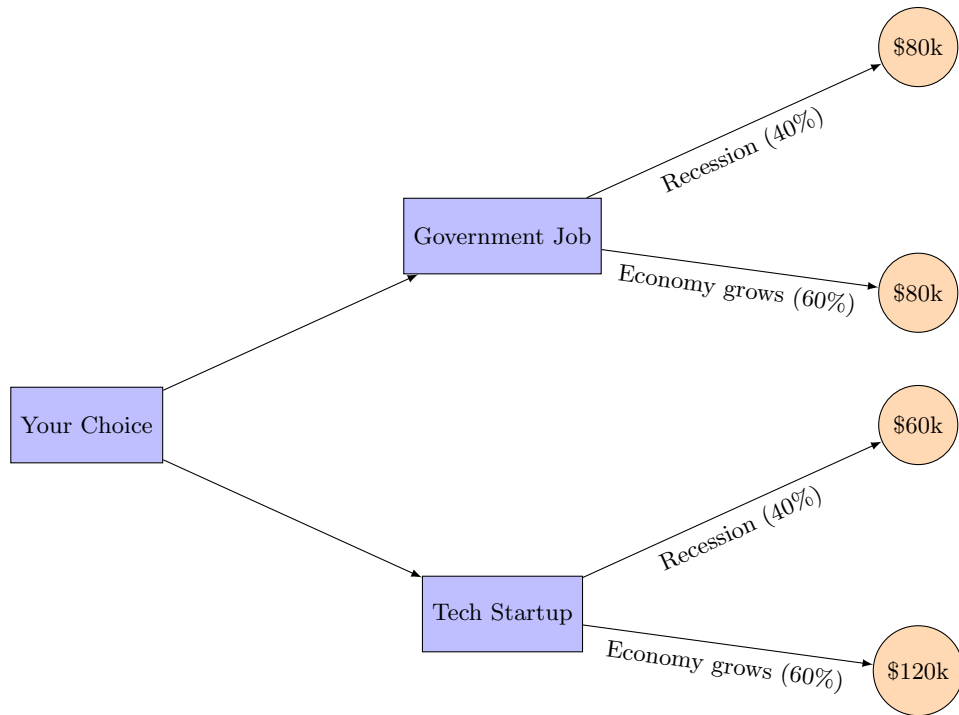 $80k
Recession (40%)
Government Job
Economy grows (60%)
$80k
Your Choice
$60k
Recession (40%)
Tech Startup
Economy grows (60%)
$120k